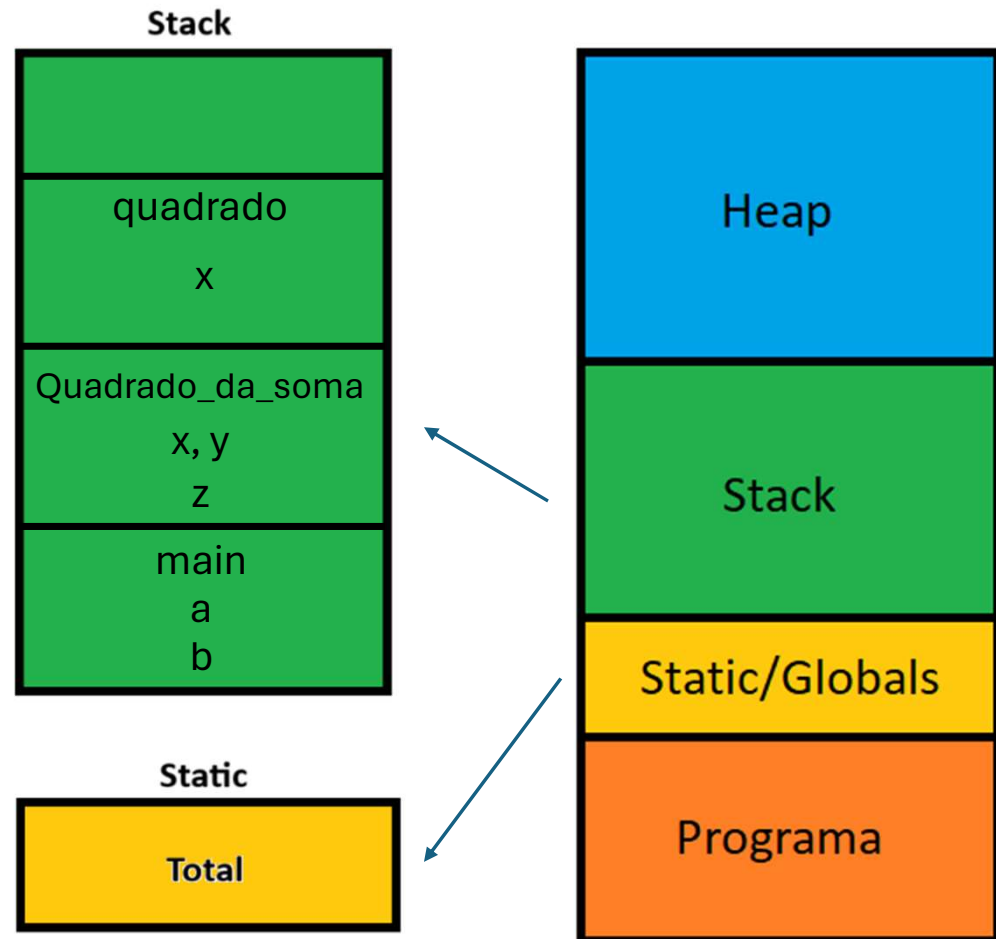 Stack
quadrado
x
Quadrado_da_soma
x, y
z
main
a
b
Static
Total
Heap
Stack
Static/Globals
Programa